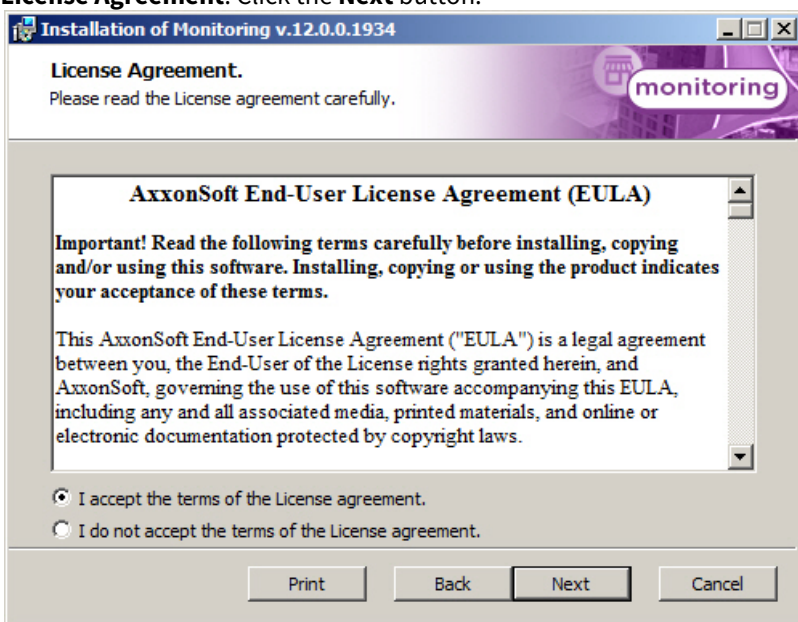 License Agreement. Click the Next button.
Installation of Monitoring v.12.0.0.1934
License Agreement.
Please read the License agreement carefully.
monitoring
AxxonSoft End-User License Agreement (EULA)
Important! Read the following terms carefully before installing, copying
and/or using this software. Installing, copying or using the product indicates
your acceptance of these terms.
This AxxonSoft End-User License Agreement ("EULA") is a legal agreement
between you, the End-User of the License rights granted herein, and
AxxonSoft, governing the use of this software accompanying this EULA,
including any and all associated media, printed materials, and online or
electronic documentation protected by copyright laws.
I accept the terms of the License agreement.
I do not accept the terms of the License agreement.
Print Back Next Cancel